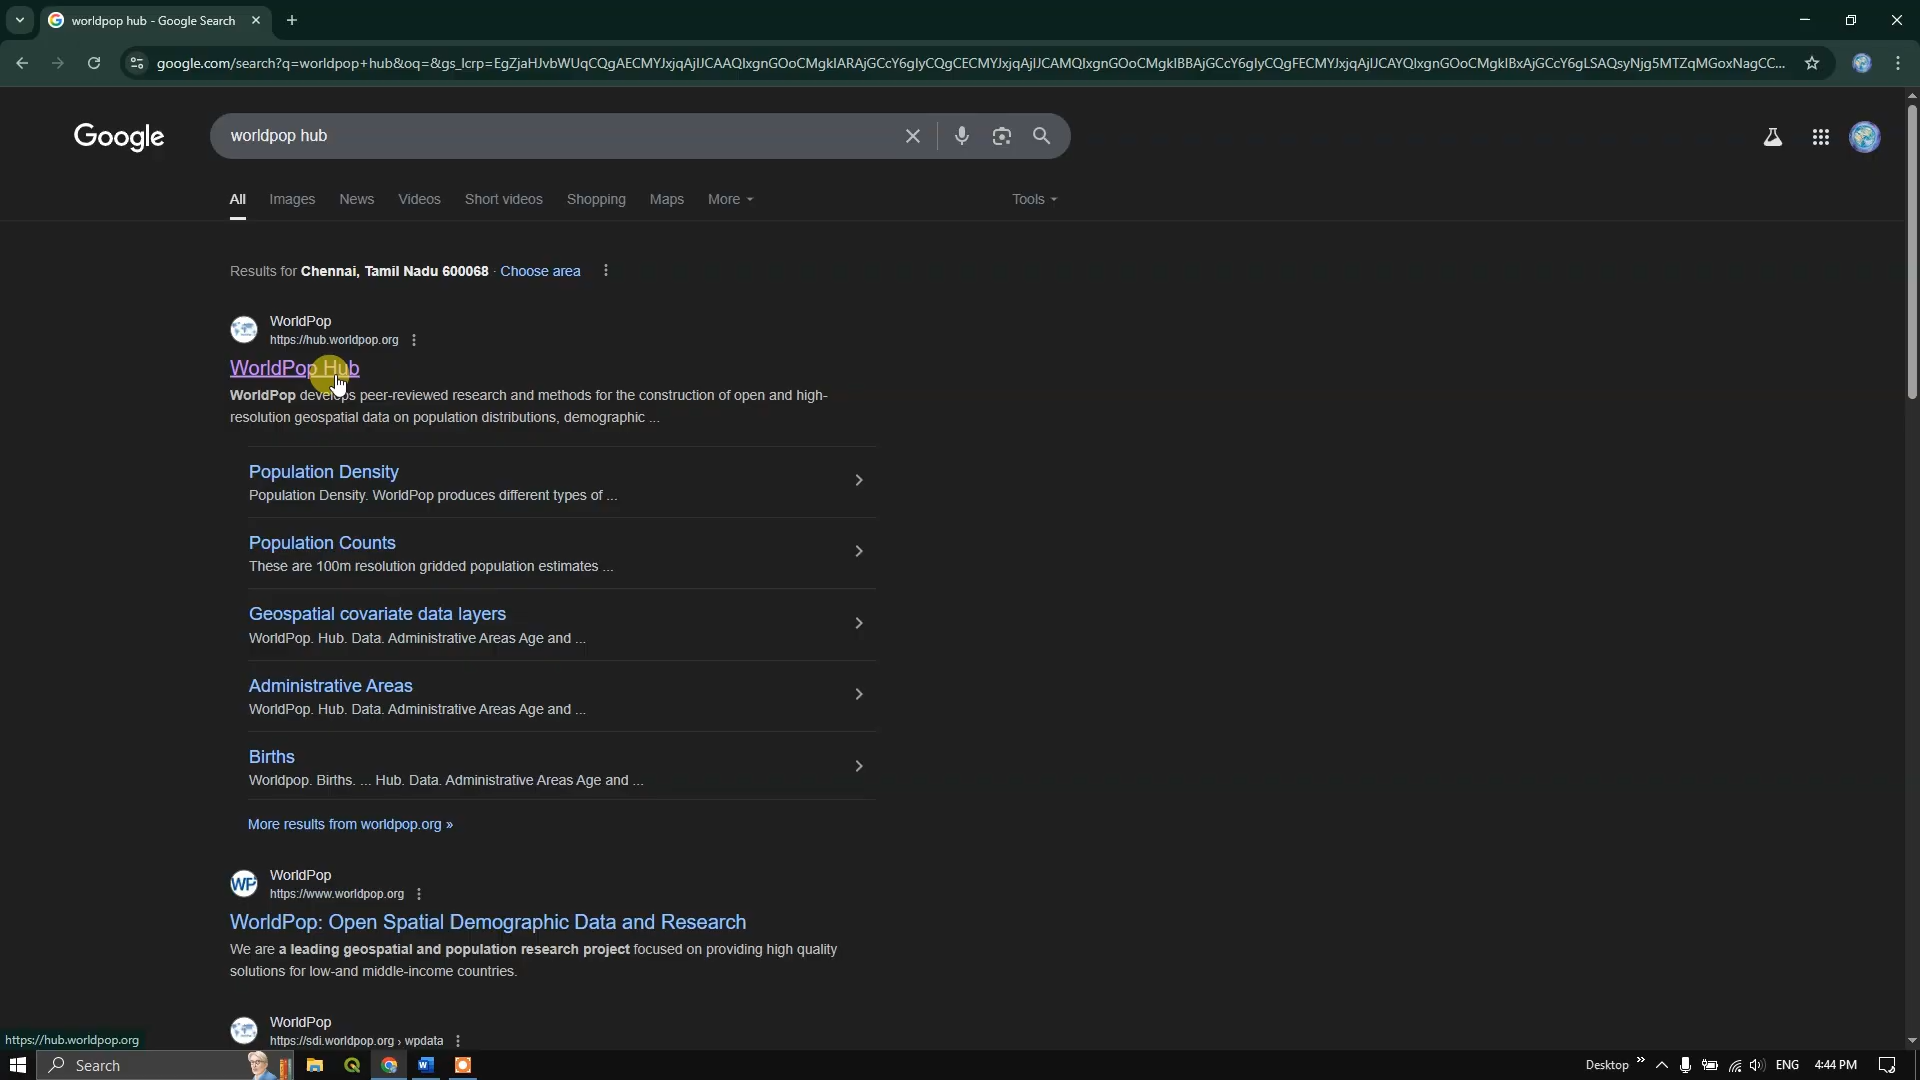 worldpop hub - Google Search
google.com/search?q=worldpop+hub&oq=&gs_lcrp=EgZjaHJvbWUqCQgAECMYJxjqAjIJCAAQIxgnGOoCMgkIARAjGCcY6gIyCQgCECMYJxjqAjIJCAMQIxgnGOoCMgkIBBAjGCcY6gIyCQgFECMYJxjqAjIJCAYQIxgnGOoCMgkIBxAjGCcY6gLSAQsyNjg5MTZqMGoxNagCC...
Google
worldpop hub
All Images News Videos Short videos Shopping Maps More Tools
Results for Chennai, Tamil Nadu 600068 · Choose area
WorldPop
https://hub.worldpop.org
WorldPop Hub
WorldPop develops peer-reviewed research and methods for the construction of open and high-
resolution geospatial data on population distributions, demographic ...
Population Density
Population Density. WorldPop produces different types of ...
Population Counts
These are 100m resolution gridded population estimates ...
Geospatial covariate data layers
WorldPop. Hub. Data. Administrative Areas Age and ...
Administrative Areas
WorldPop. Hub. Data. Administrative Areas Age and ...
Births
Worldpop. Births. ... Hub. Data. Administrative Areas Age and ...
More results from worldpop.org »
WP
WorldPop
https://www.worldpop.org
WorldPop: Open Spatial Demographic Data and Research
We are a leading geospatial and population research project focused on providing high quality
solutions for low-and middle-income countries.
WorldPop
https://sdi.worldpop.org › wpdata
https://hub.worldpop.org
Search
Desktop » ENG 4:44 PM